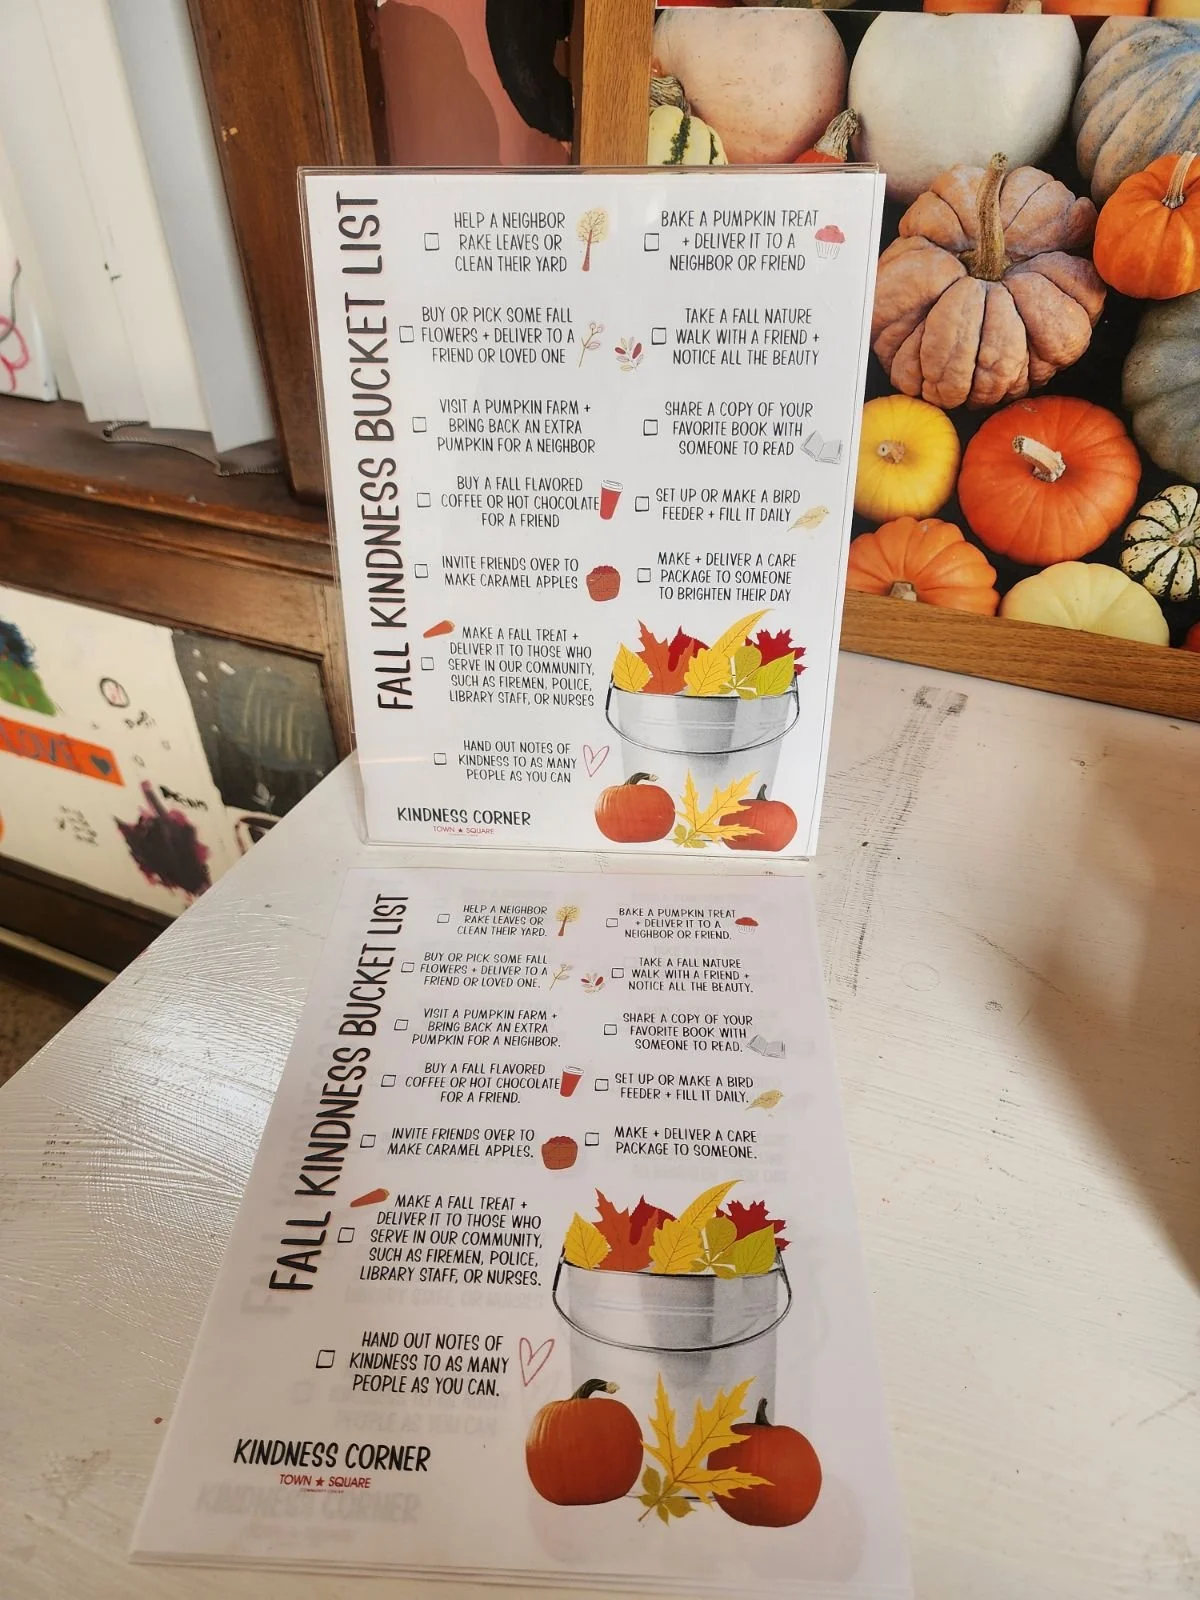 FALL KINDNESS BUCKET LIST
HELP A NEIGHBOR
RAKE LEAVES OR
CLEAN THEIR YARD
BAKE A PUMPKIN TREAT
+ DELIVER IT TO A
NEIGHBOR OR FRIEND
BUY OR PICK SOME FALL
FLOWERS + DELIVER TO A
FRIEND OR LOVED ONE
TAKE A FALL NATURE
WALK WITH A FRIEND +
NOTICE ALL THE BEAUTY
VISIT A PUMPKIN FARM +
BRING BACK AN EXTRA
PUMPKIN FOR A NEIGHBOR
SHARE A COPY OF YOUR
FAVORITE BOOK WITH
SOMEONE TO READ
BUY A FALL FLAVORED
COFFEE OR HOT CHOCOLATE
FOR A FRIEND
SET UP OR MAKE A BIRD
FEEDER + FILL IT DAILY
INVITE FRIENDS OVER TO
MAKE CARAMEL APPLES
MAKE + DELIVER A CARE
PACKAGE TO SOMEONE
TO BRIGHTEN THEIR DAY
MAKE A FALL TREAT +
DELIVER IT TO THOSE WHO
SERVE IN OUR COMMUNITY,
SUCH AS FIREMEN, POLICE,
LIBRARY STAFF, OR NURSES
HAND OUT NOTES OF
KINDNESS TO AS MANY
PEOPLE AS YOU CAN
KINDNESS CORNER
TOWN ★ SQUARE
FALL KINDNESS BUCKET LIST
HELP A NEIGHBOR
RAKE LEAVES OR
CLEAN THEIR YARD.
BAKE A PUMPKIN TREAT
+ DELIVER IT TO A
NEIGHBOR OR FRIEND.
BUY OR PICK SOME FALL
FLOWERS + DELIVER TO A
FRIEND OR LOVED ONE.
TAKE A FALL NATURE
WALK WITH A FRIEND +
NOTICE ALL THE BEAUTY.
VISIT A PUMPKIN FARM +
BRING BACK AN EXTRA
PUMPKIN FOR A NEIGHBOR.
SHARE A COPY OF YOUR
FAVORITE BOOK WITH
SOMEONE TO READ.
BUY A FALL FLAVORED
COFFEE OR HOT CHOCOLATE
FOR A FRIEND.
SET UP OR MAKE A BIRD
FEEDER + FILL IT DAILY.
INVITE FRIENDS OVER TO
MAKE CARAMEL APPLES.
MAKE + DELIVER A CARE
PACKAGE TO SOMEONE.
MAKE A FALL TREAT +
DELIVER IT TO THOSE WHO
SERVE IN OUR COMMUNITY,
SUCH AS FIREMEN, POLICE,
LIBRARY STAFF, OR NURSES.
HAND OUT NOTES OF
KINDNESS TO AS MANY
PEOPLE AS YOU CAN.
KINDNESS CORNER
TOWN ★ SQUARE
COMMUNITY CENTER